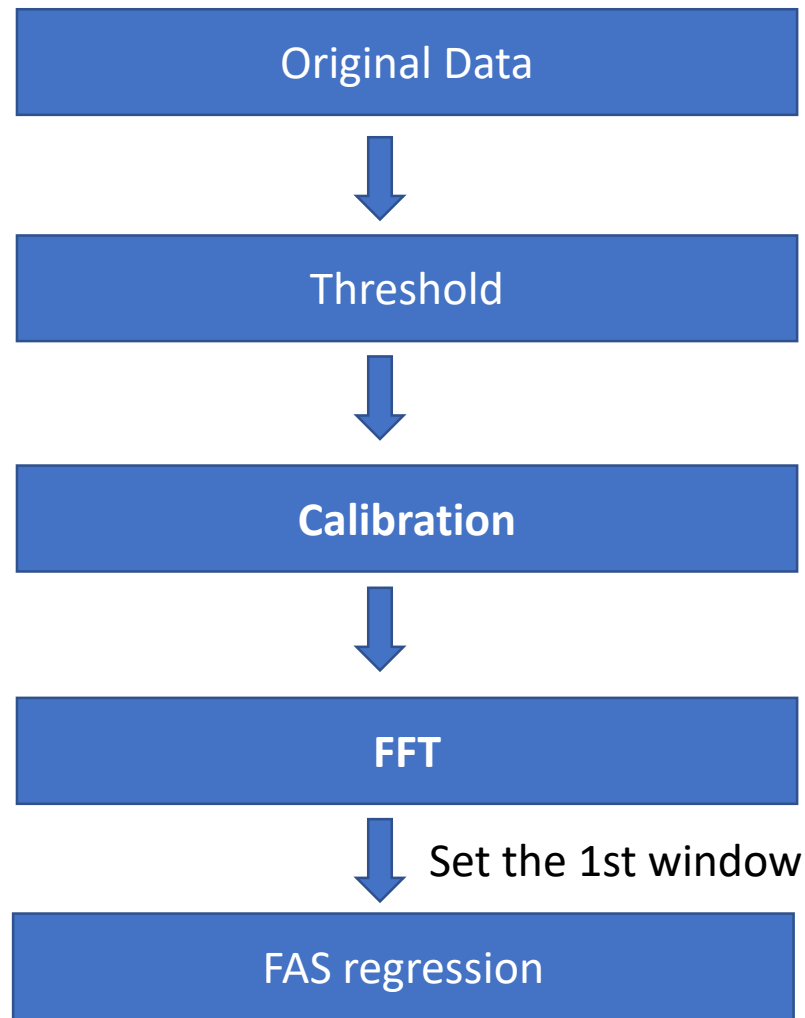 Original Data
Threshold
Calibration
FFT
Set the 1st window
FAS regression